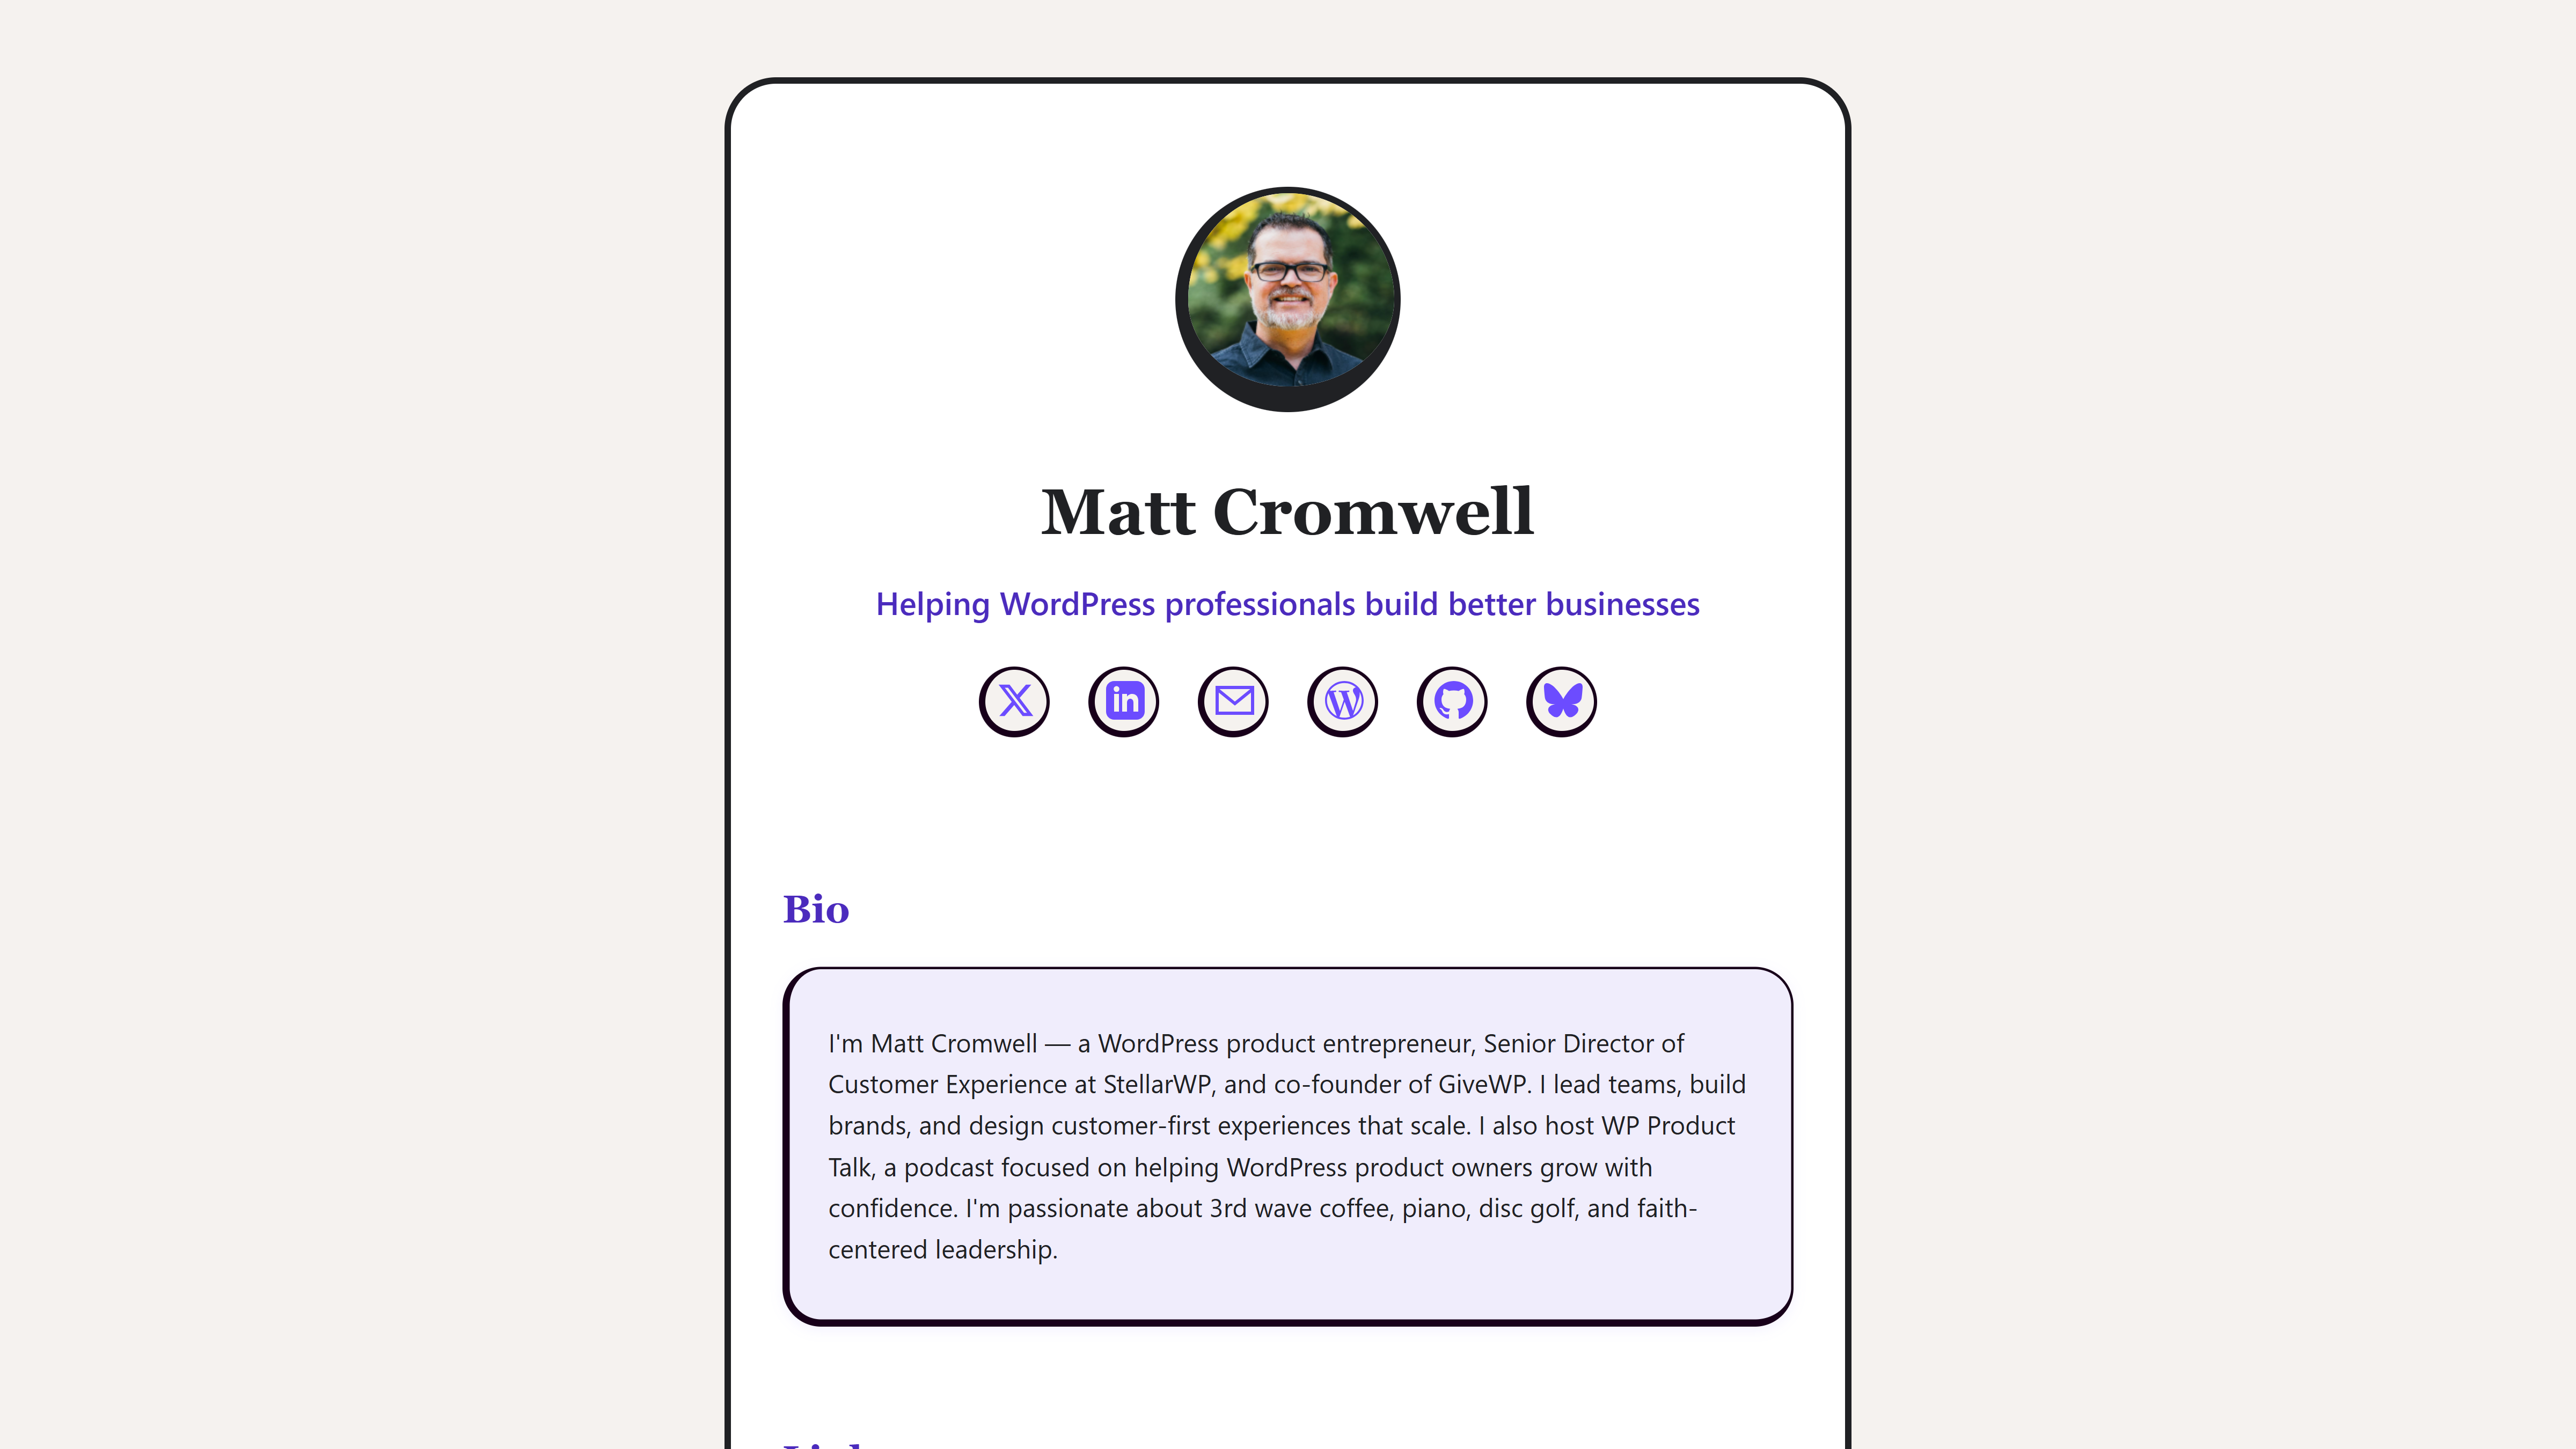 Matt Cromwell
Helping WordPress professionals build better businesses
Bio
I'm Matt Cromwell — a WordPress product entrepreneur, Senior Director of
Customer Experience at StellarWP, and co-founder of GiveWP. I lead teams, build
brands, and design customer-first experiences that scale. I also host WP Product
Talk, a podcast focused on helping WordPress product owners grow with
confidence. I'm passionate about 3rd wave coffee, piano, disc golf, and faith-
centered leadership.